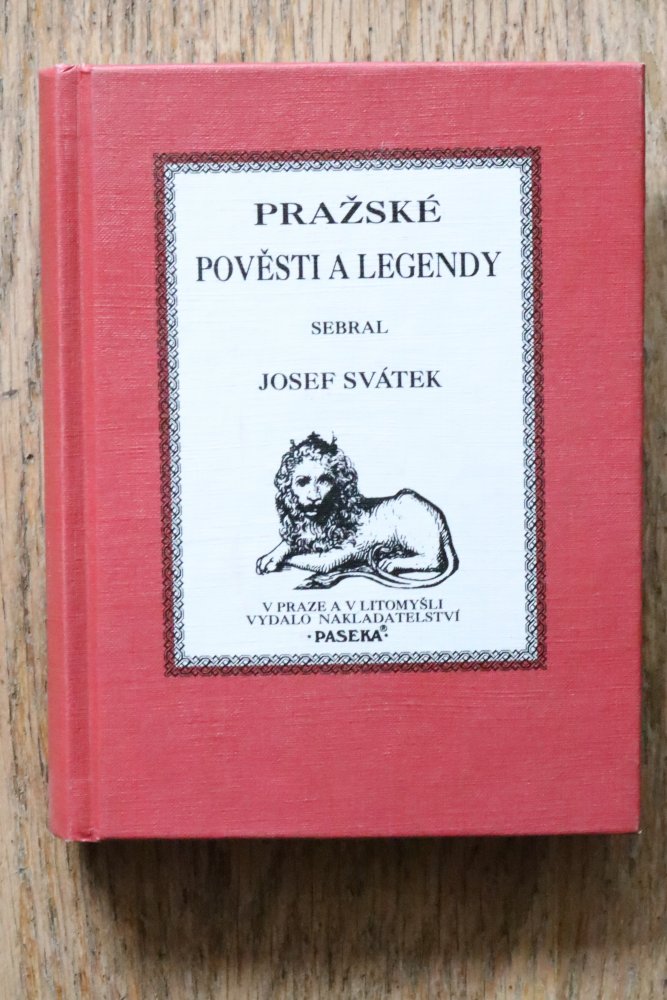 PRAŽSKÉ
POVĚSTI A LEGENDY
SEBRAL
JOSEF SVÁTEK
V PRAZE A V LITOMYŠLI
VYDALO NAKLADATELSTVÍ
·PASEKA®·